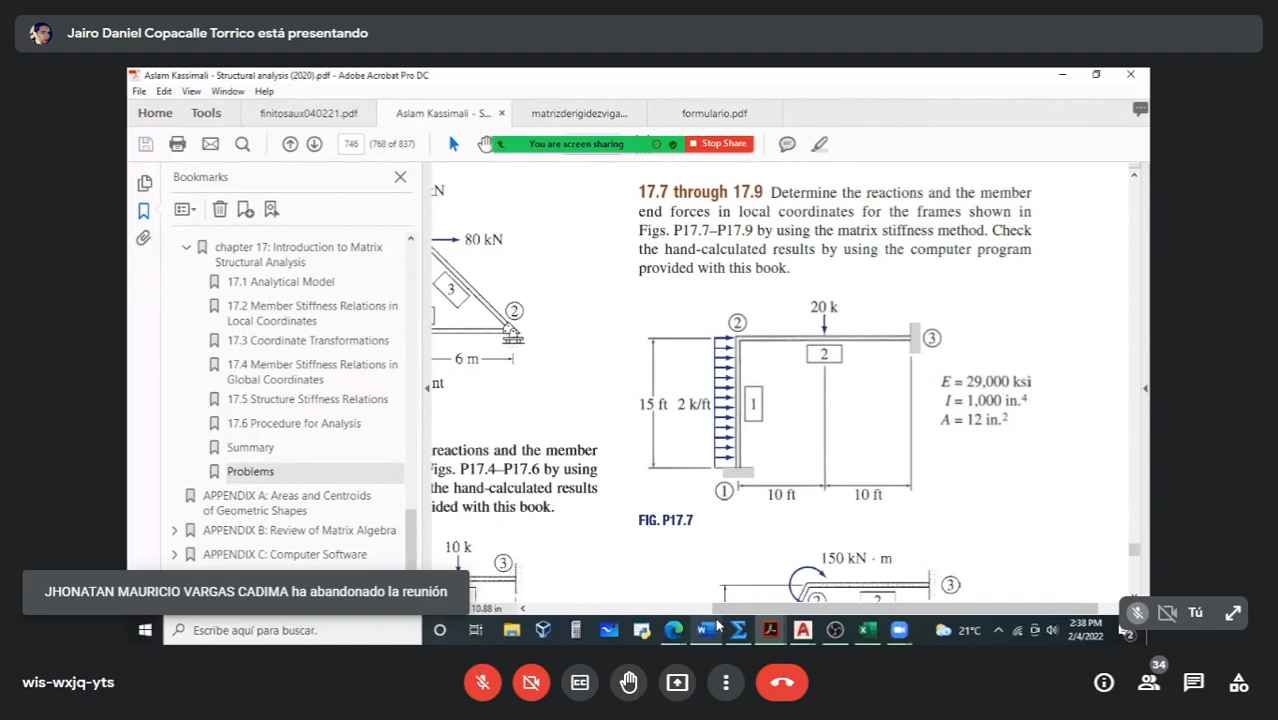 Jairo Daniel Copacalle Torrico está presentando
Aslam Kassimali - Structural analysis (2020).pdf - Adobe Acrobat Pro DC
File Edit View Window Help
Home Tools finitosaux040221.pdf Aslam Kassimali - S... × matrizderigidezviga... formulario.pdf
746 (768 of 837) You are screen sharing Stop Share
Bookmarks
chapter 17: Introduction to Matrix
Structural Analysis
17.1 Analytical Model
17.2 Member Stiffness Relations in
Local Coordinates
17.3 Coordinate Transformations
17.4 Member Stiffness Relations in
Global Coordinates
17.5 Structure Stiffness Relations
17.6 Procedure for Analysis
Summary
Problems
APPENDIX A: Areas and Centroids
of Geometric Shapes
APPENDIX B: Review of Matrix Algebra
APPENDIX C: Computer Software
N
80 kN
3
2
6 m
nt
reactions and the member
Figs. P17.4–P17.6 by using
the hand-calculated results
ided with this book.
10 k
3
17.7 through 17.9 Determine the reactions and the member
end forces in local coordinates for the frames shown in
Figs. P17.7–P17.9 by using the matrix stiffness method. Check
the hand-calculated results by using the computer program
provided with this book.
20 k
2
3
2
15 ft 2 k/ft 1
E = 29,000 ksi
I = 1,000 in.4
A = 12 in.2
1
10 ft 10 ft
FIG. P17.7
150 kN · m
2
2
3
JHONATAN MAURICIO VARGAS CADIMA ha abandonado la reunión
10.88 in
Tú
Escribe aquí para buscar.
21°C
2:38 PM
2/4/2022
2
wis-wxjq-yts
34